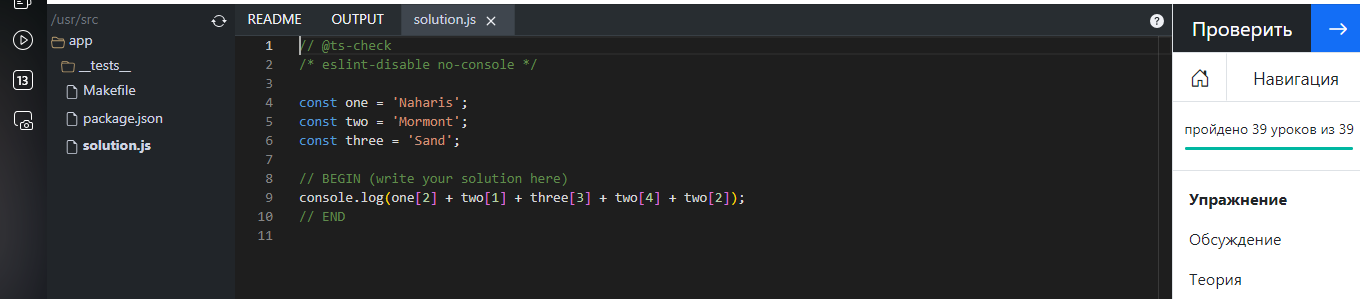 /usr/src
app
__tests__
Makefile
package.json
solution.js
13
README OUTPUT solution.js ×
?
1 // @ts-check
2 /* eslint-disable no-console */
3
4 const one = 'Naharis';
5 const two = 'Mormont';
6 const three = 'Sand';
7
8 // BEGIN (write your solution here)
9 console.log(one[2] + two[1] + three[3] + two[4] + two[2]);
10 // END
11
Проверить →
Навигация
пройдено 39 уроков из 39
Упражнение
Обсуждение
Теория